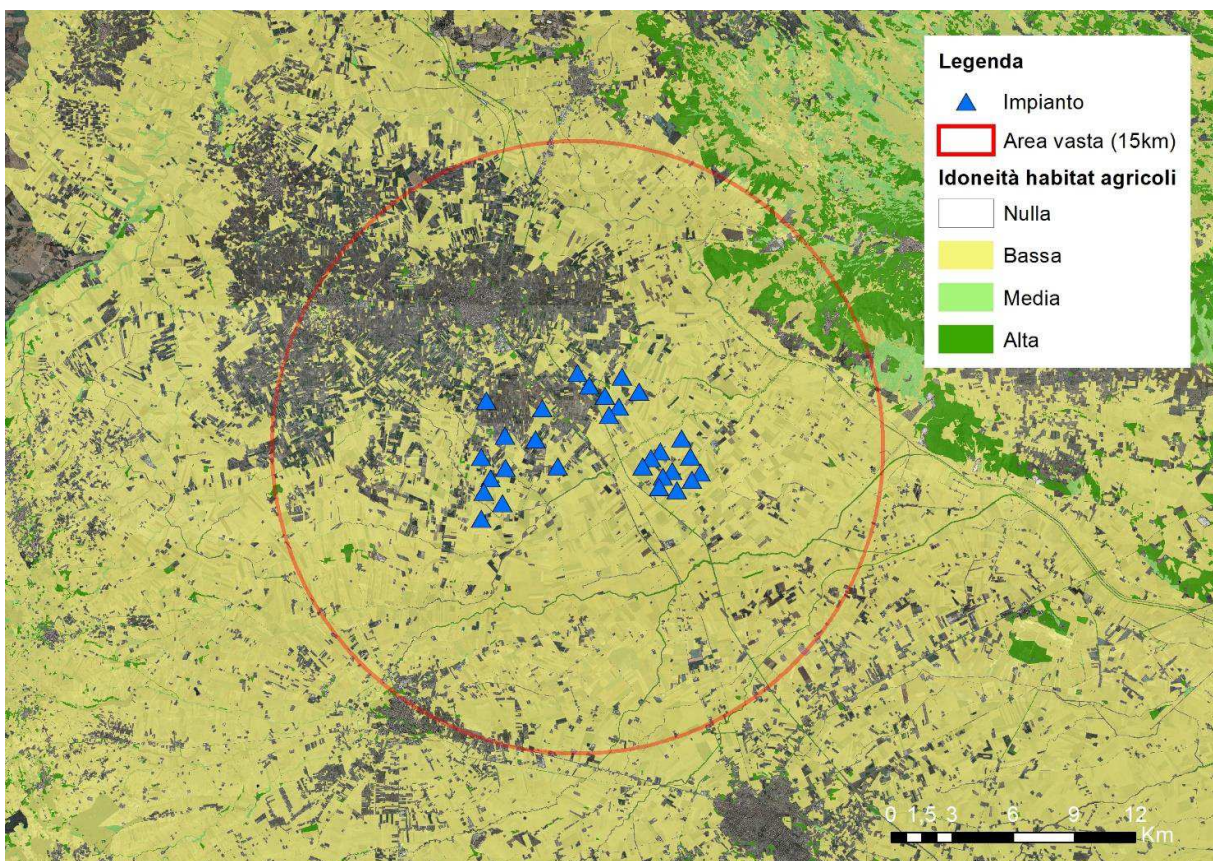 Legenda
Impianto
Area vasta (15km)
Idoneità habitat agricoli
Nulla
Bassa
Media
Alta
0 1,5 3 6 9 12
Km